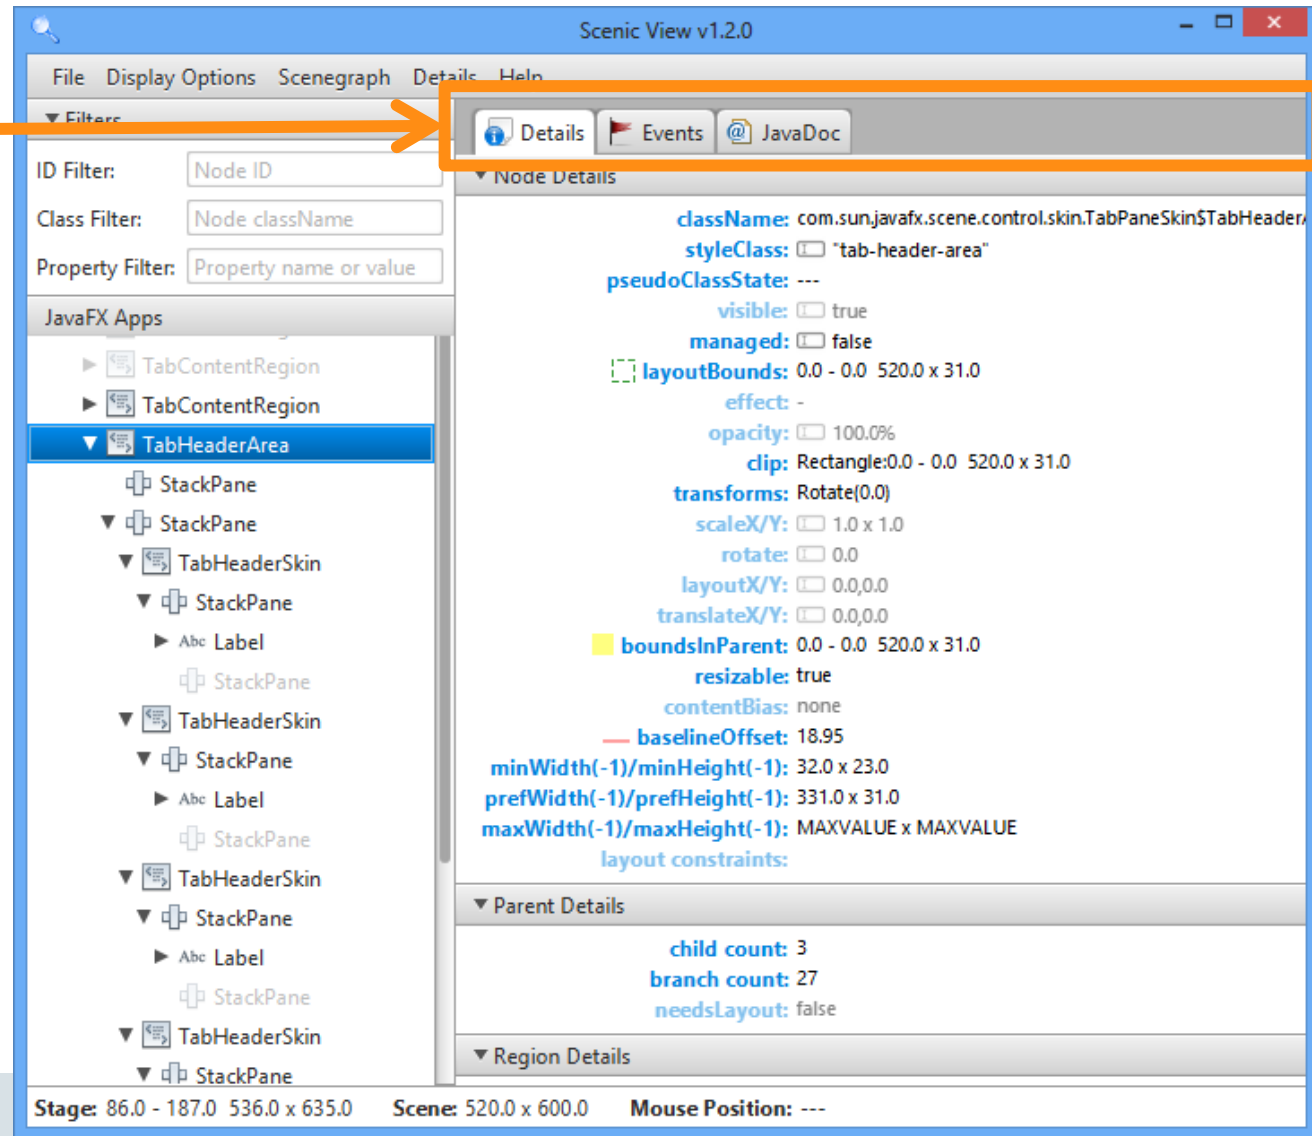 Scenic View v1.2.0
File Display Options Scenegraph Details Help
Filters
ID Filter: Node ID
Class Filter: Node className
Property Filter: Property name or value
JavaFX Apps
TabContentRegion
TabContentRegion
TabHeaderArea
StackPane
StackPane
TabHeaderSkin
StackPane
Abc Label
StackPane
TabHeaderSkin
StackPane
Abc Label
StackPane
TabHeaderSkin
StackPane
Abc Label
StackPane
TabHeaderSkin
StackPane
Details Events @ JavaDoc
Node Details
className: com.sun.javafx.scene.control.skin.TabPaneSkin$TabHeader
styleClass: "tab-header-area"
pseudoClassState: ---
visible: true
managed: false
layoutBounds: 0.0 - 0.0 520.0 x 31.0
effect: -
opacity: 100.0%
clip: Rectangle:0.0 - 0.0 520.0 x 31.0
transforms: Rotate(0.0)
scaleX/Y: 1.0 x 1.0
rotate: 0.0
layoutX/Y: 0.0,0.0
translateX/Y: 0.0,0.0
boundsInParent: 0.0 - 0.0 520.0 x 31.0
resizable: true
contentBias: none
baselineOffset: 18.95
minWidth(-1)/minHeight(-1): 32.0 x 23.0
prefWidth(-1)/prefHeight(-1): 331.0 x 31.0
maxWidth(-1)/maxHeight(-1): MAXVALUE x MAXVALUE
layout constraints:
Parent Details
child count: 3
branch count: 27
needsLayout: false
Region Details
Stage: 86.0 - 187.0 536.0 x 635.0 Scene: 520.0 x 600.0 Mouse Position: ---